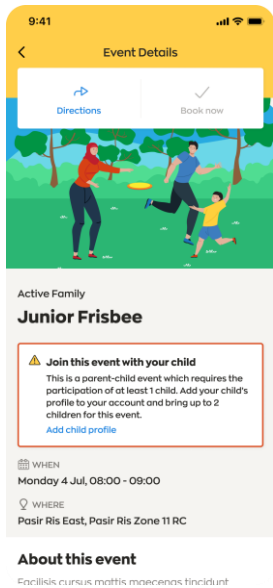 9:41
Event Details
Directions
Book now
Active Family
Junior Frisbee
Join this event with your child
This is a parent-child event which requires the
participation of at least 1 child. Add your child's
profile to your account and bring up to 2
children for this event.
Add child profile
WHEN
Monday 4 Jul, 08:00 - 09:00
WHERE
Pasir Ris East, Pasir Ris Zone 11 RC
About this event
Facilisis cursus mattis maecenas tincidunt